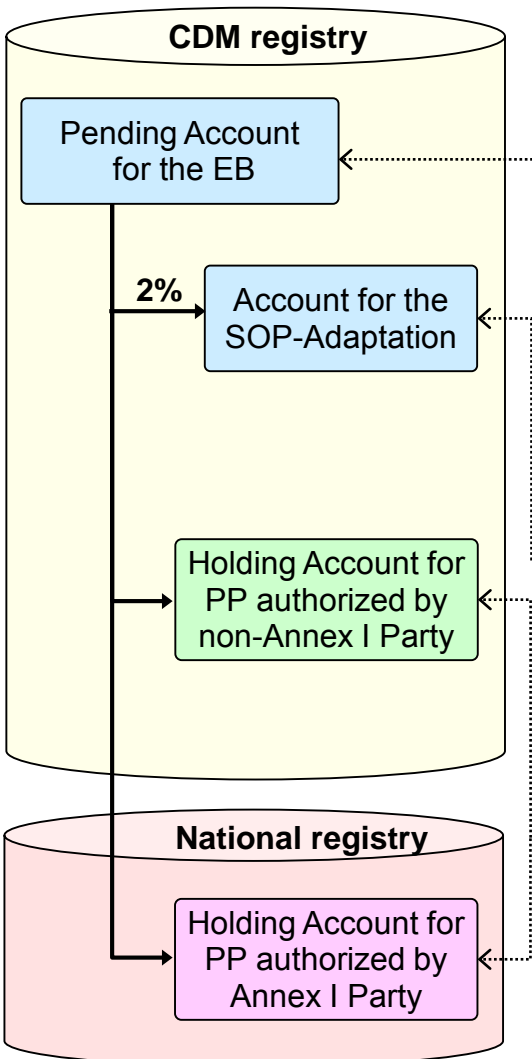 CDM registry
Pending Account
for the EB
2%
Account for the
SOP-Adaptation
Holding Account for
PP authorized by
non-Annex I Party
National registry
Holding Account for
PP authorized by
Annex I Party